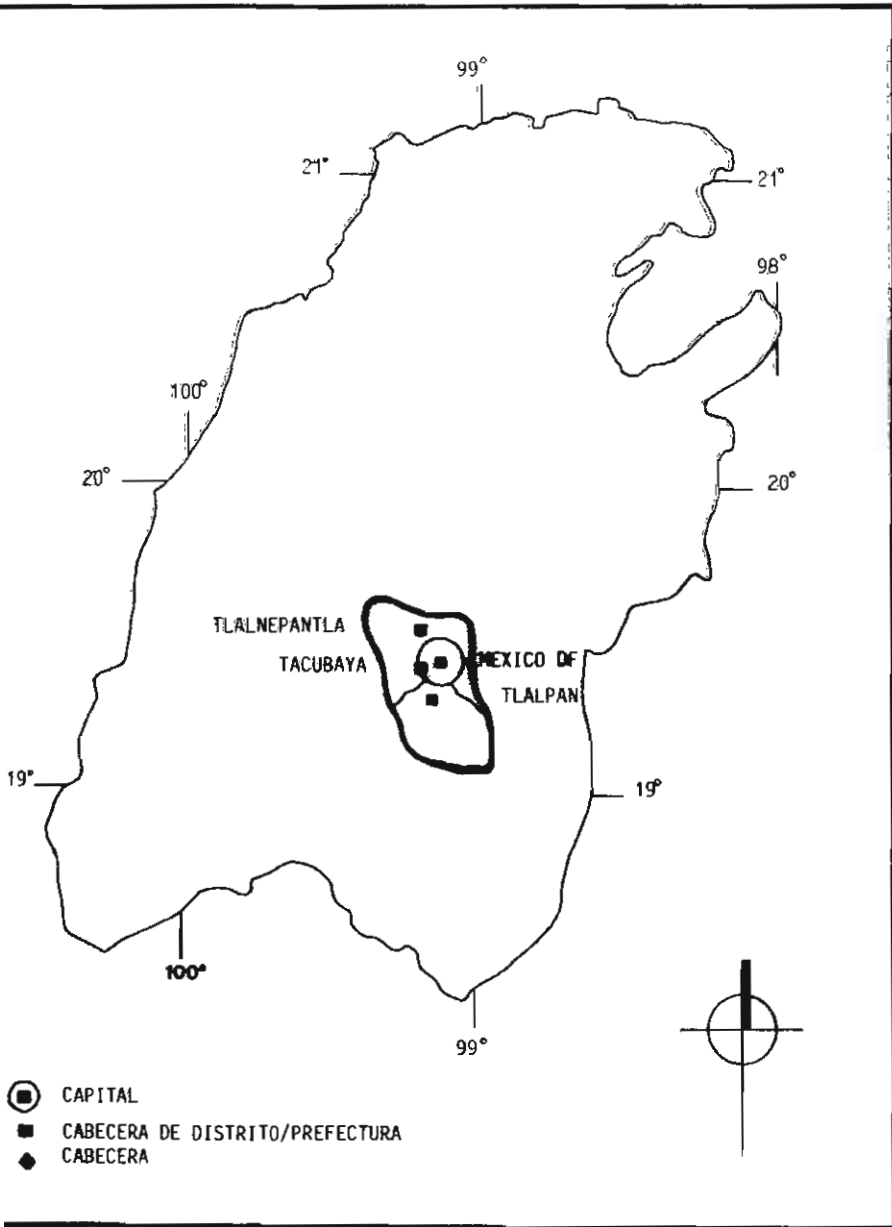 99°
21°
21°
98°
100°
20°
20°
TLALNEPANTLA
TACUBAYA
MEXICO DF
TLALPAN
19°
19°
100°
99°
CAPITAL
CABECERA DE DISTRITO/PREFECTURA
CABECERA